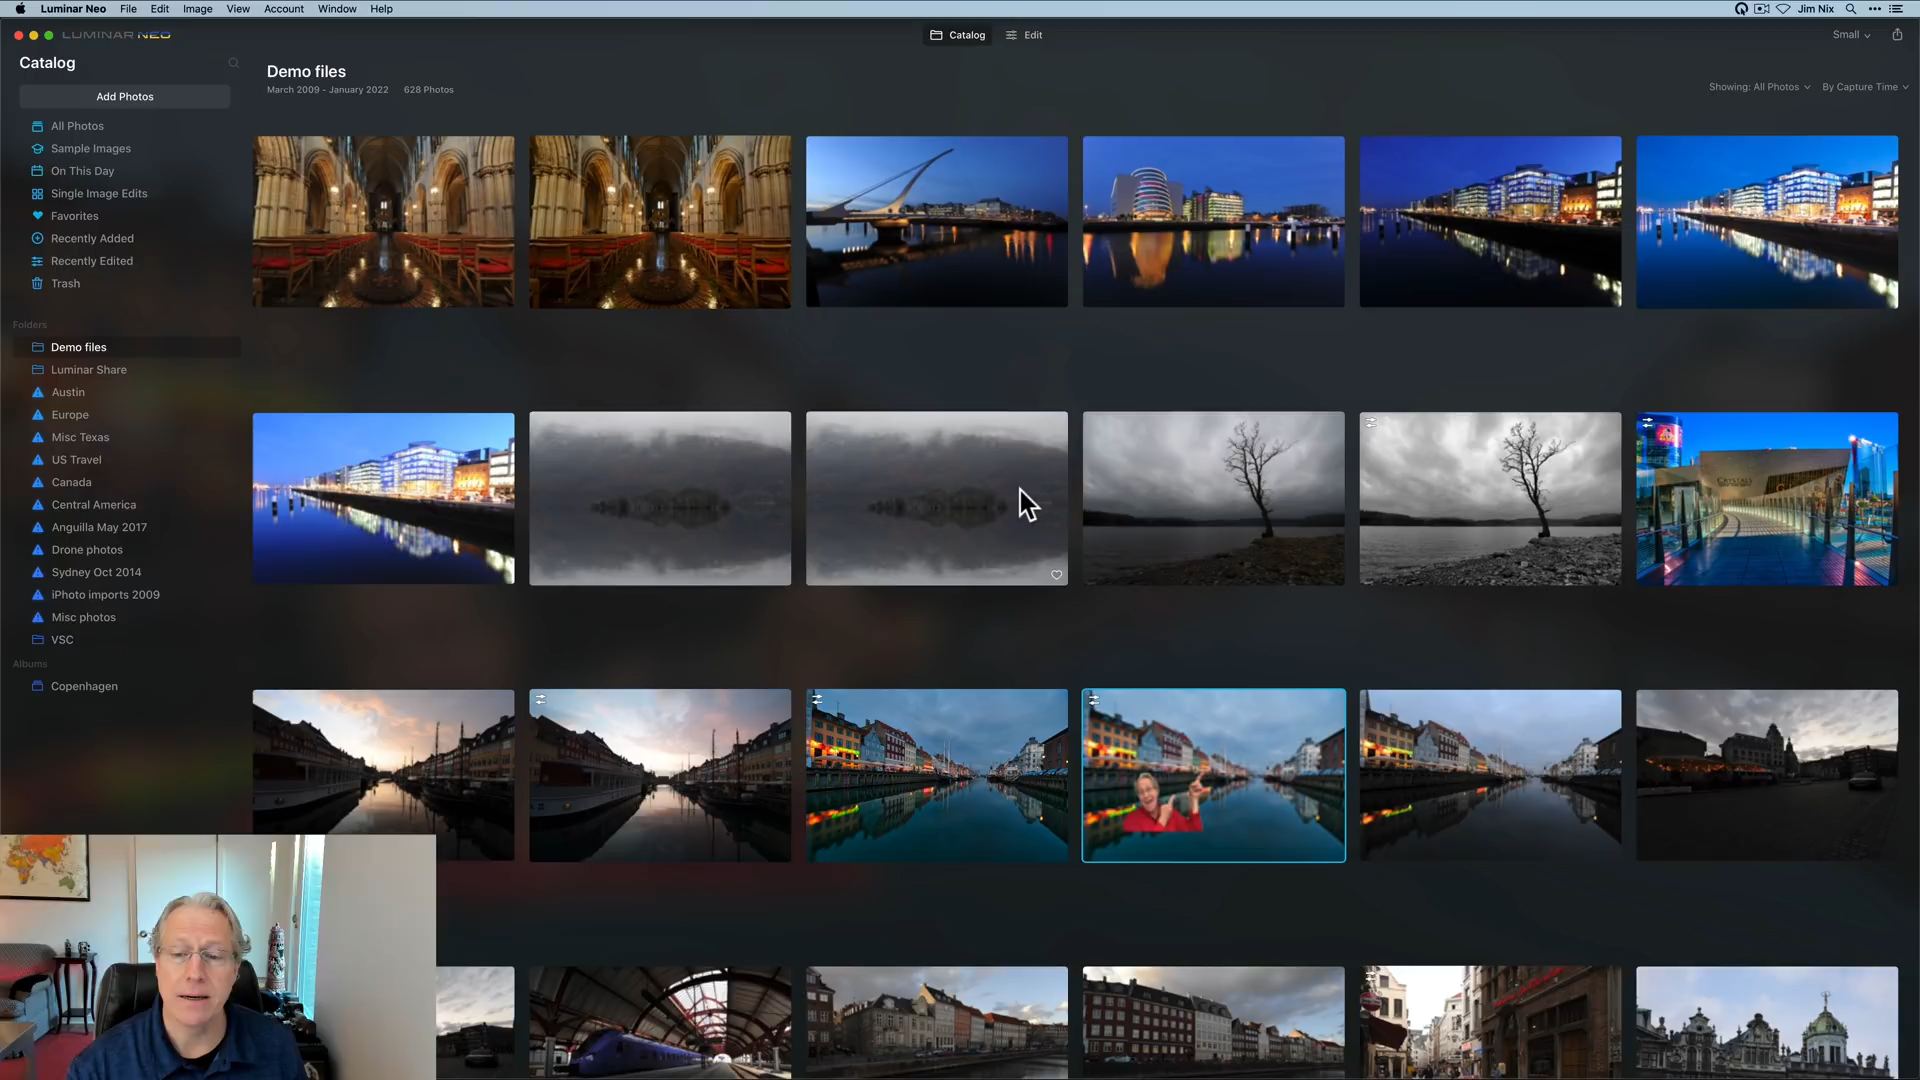 Luminar Neo File Edit Image View Account Window Help Jim Nix
LUMINAR NEO Catalog Edit Small
Catalog
Add Photos
All Photos
Sample Images
On This Day
Single Image Edits
Favorites
Recently Added
Recently Edited
Trash
Folders
Demo files
Luminar Share
Austin
Europe
Misc Texas
US Travel
Canada
Central America
Anguilla May 2017
Drone photos
Sydney Oct 2014
iPhoto imports 2009
Misc photos
VSC
Albums
Copenhagen
Demo files
March 2009 - January 2022 628 Photos
Showing: All Photos By Capture Time
CRYSTALS